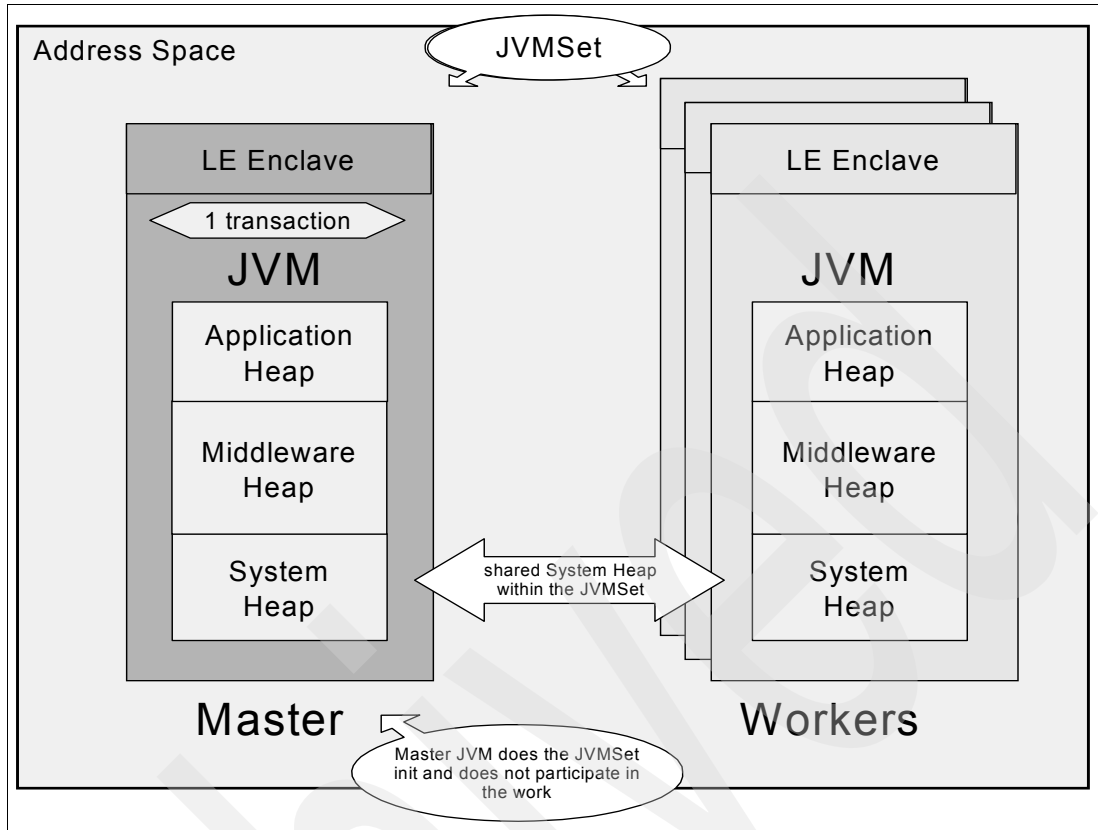 Address Space
JVMSet
LE Enclave
1 transaction
JVM
Application
Heap
Middleware
Heap
System
Heap
Master
shared System Heap
within the JVMSet
LE Enclave
JVM
Application
Heap
Middleware
Heap
System
Heap
Workers
Master JVM does the JVMSet
init and does not participate in
the work